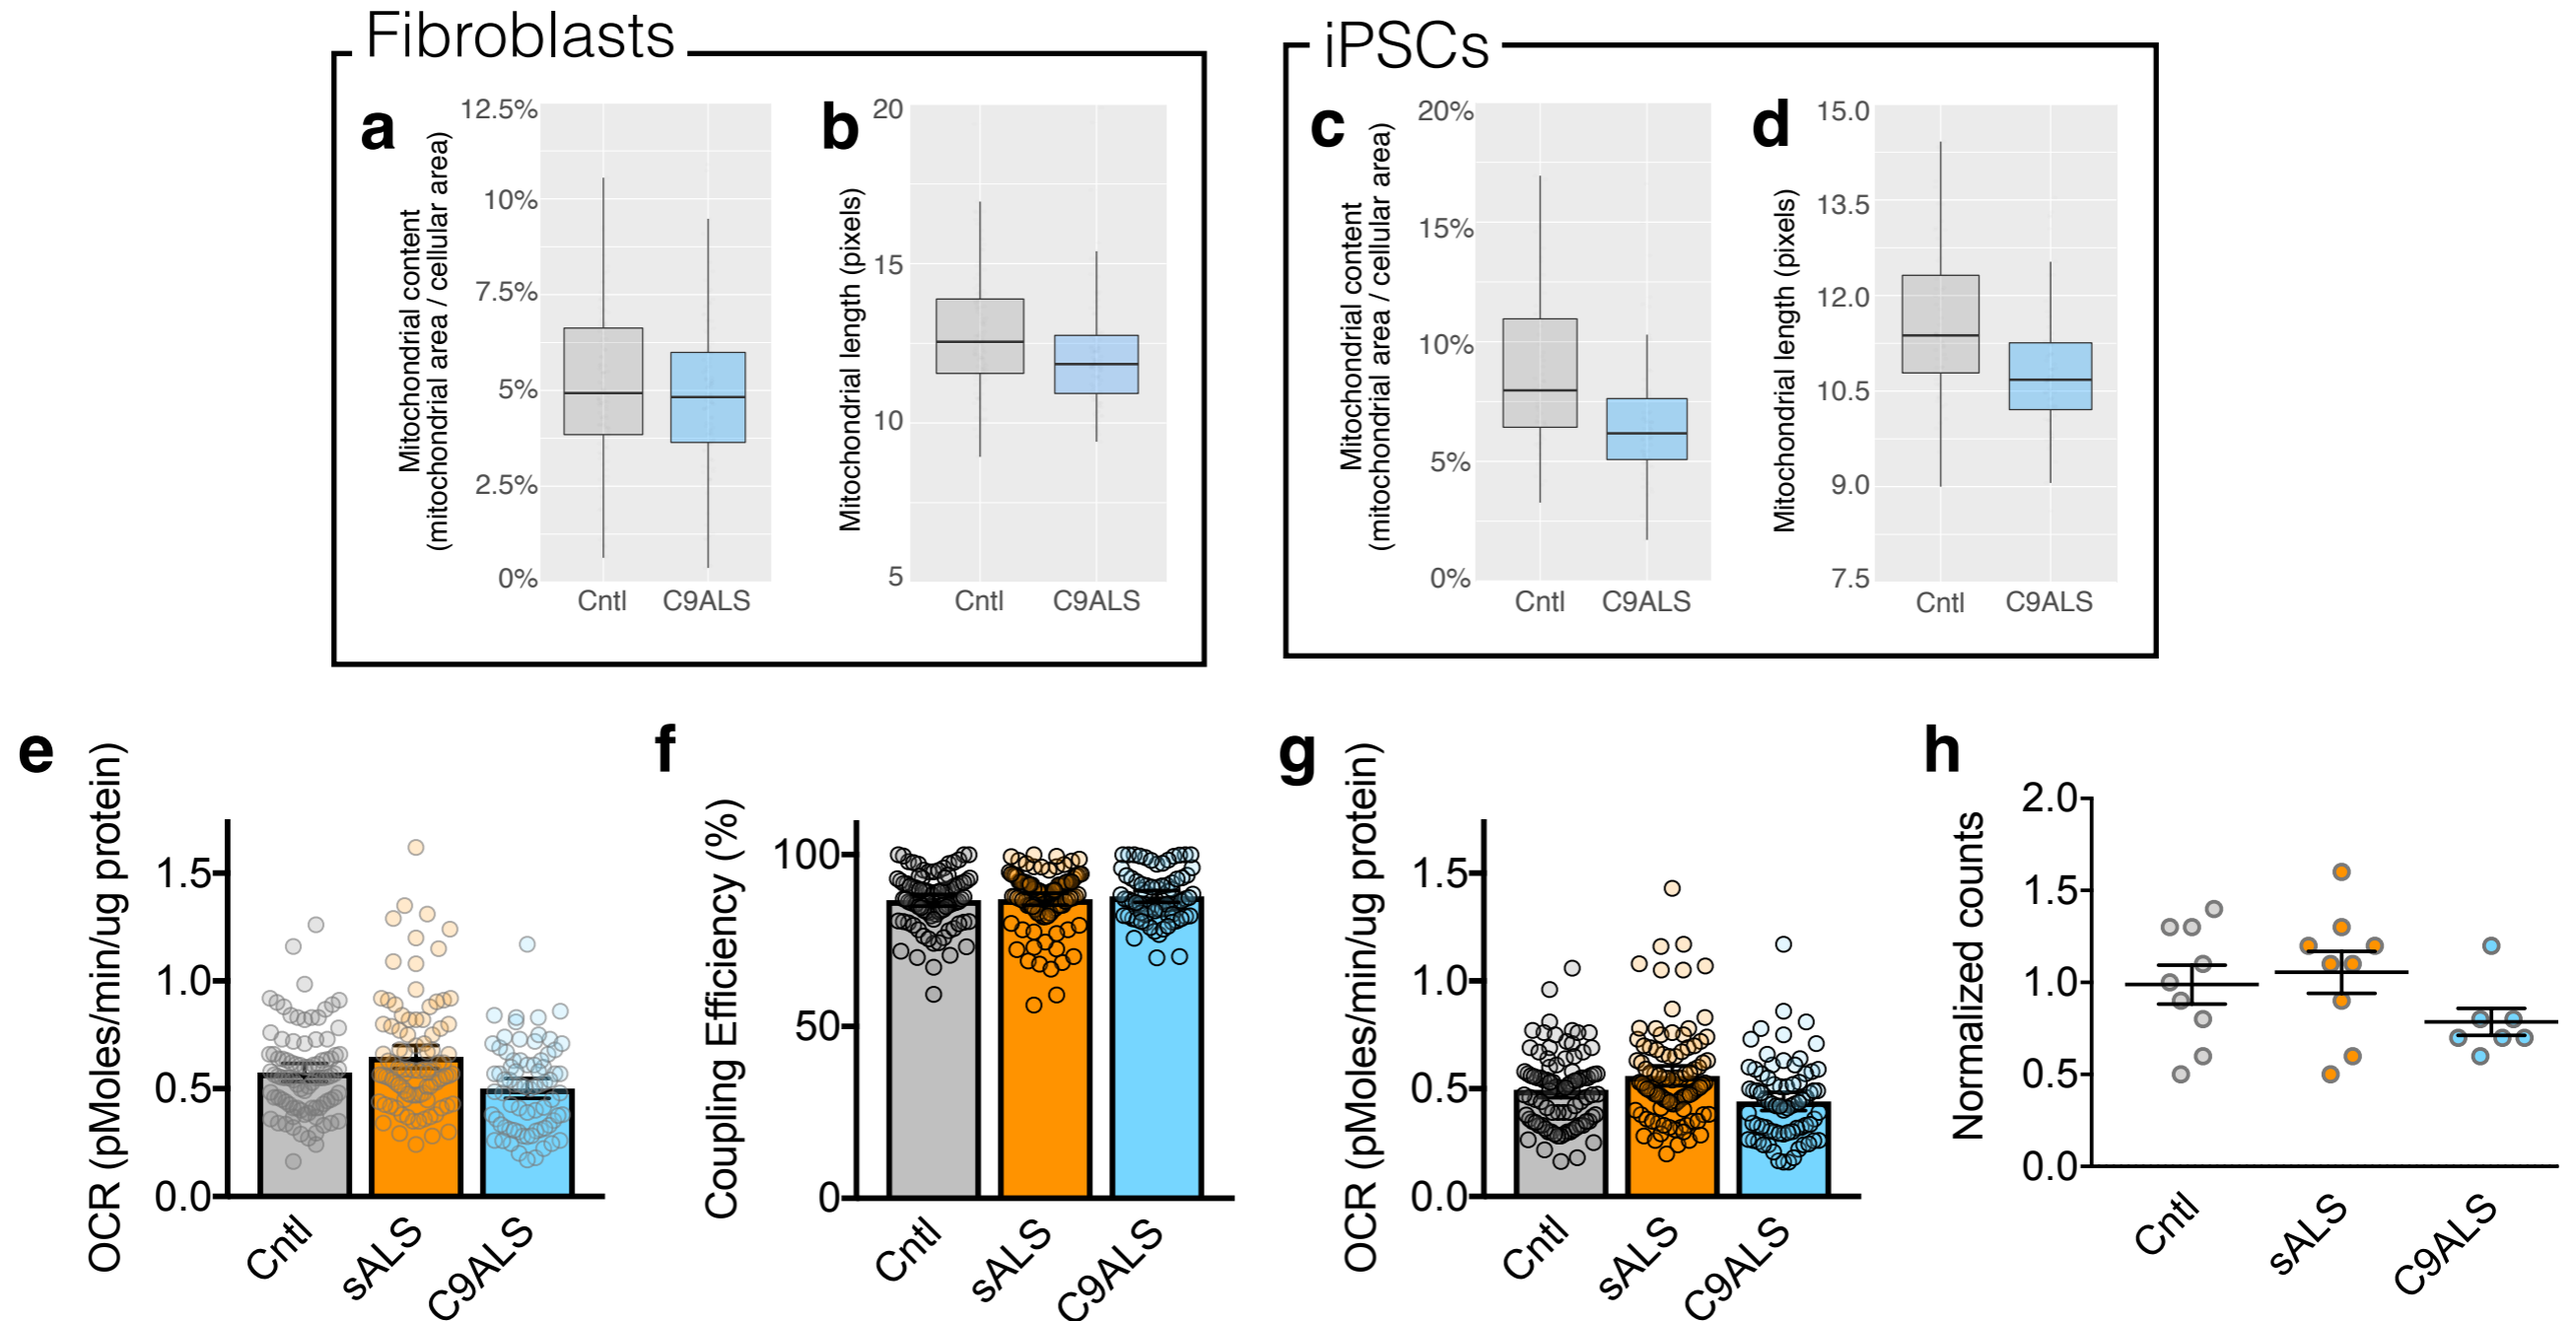 Fibroblasts
iPSCs
a
Mitochondrial content
(mitochondrial area / cellular area)
12.5%
10%
7.5%
5%
2.5%
0%
Cntl C9ALS
b
Mitochondrial length (pixels)
20
15
10
5
Cntl C9ALS
c
Mitochondrial content
(mitochondrial area / cellular area)
20%
15%
10%
5%
0%
Cntl C9ALS
d
Mitochondrial length (pixels)
15.0
13.5
12.0
10.5
9.0
7.5
Cntl C9ALS
e
OCR (pMoles/min/ug protein)
1.5
1.0
0.5
0.0
Cntl
sALS
C9ALS
f
Coupling Efficiency (%)
100
50
0
Cntl
sALS
C9ALS
g
OCR (pMoles/min/ug protein)
1.5
1.0
0.5
0.0
Cntl
sALS
C9ALS
h
Normalized counts
2.0
1.5
1.0
0.5
0.0
Cntl
sALS
C9ALS